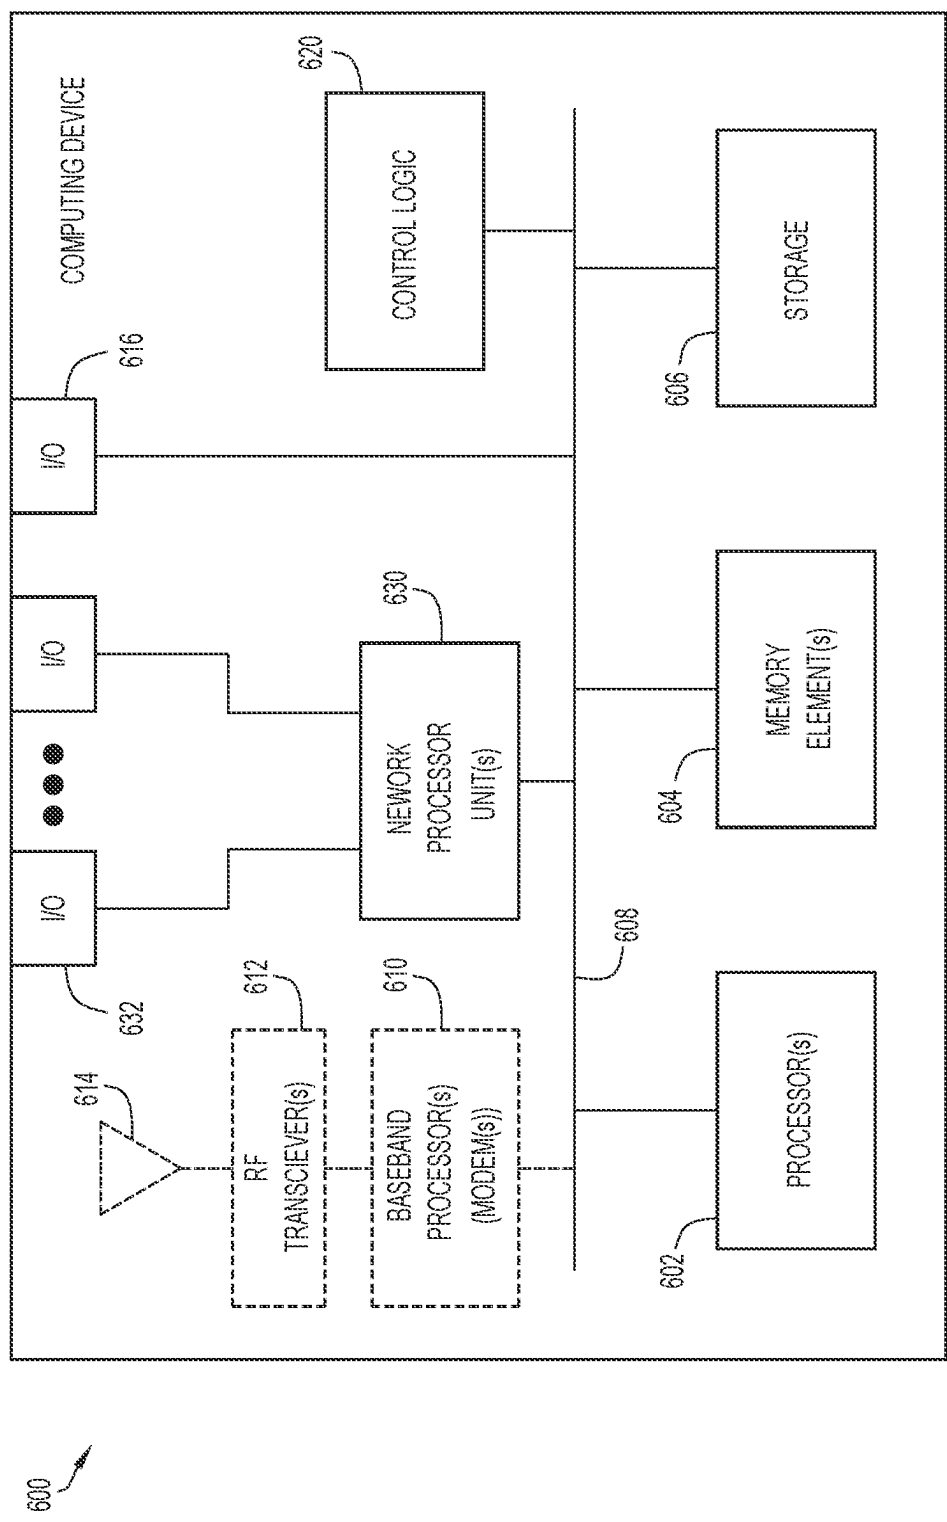 600
COMPUTING DEVICE
614
632
I/O
I/O
I/O
616
612
RF
TRANSCIEVER(s)
610
BASEBAND
PROCESSOR(s)
(MODEM(s))
630
NEWORK
PROCESSOR
UNIT(s)
620
CONTROL LOGIC
608
602
PROCESSOR(s)
604
MEMORY
ELEMENT(s)
606
STORAGE